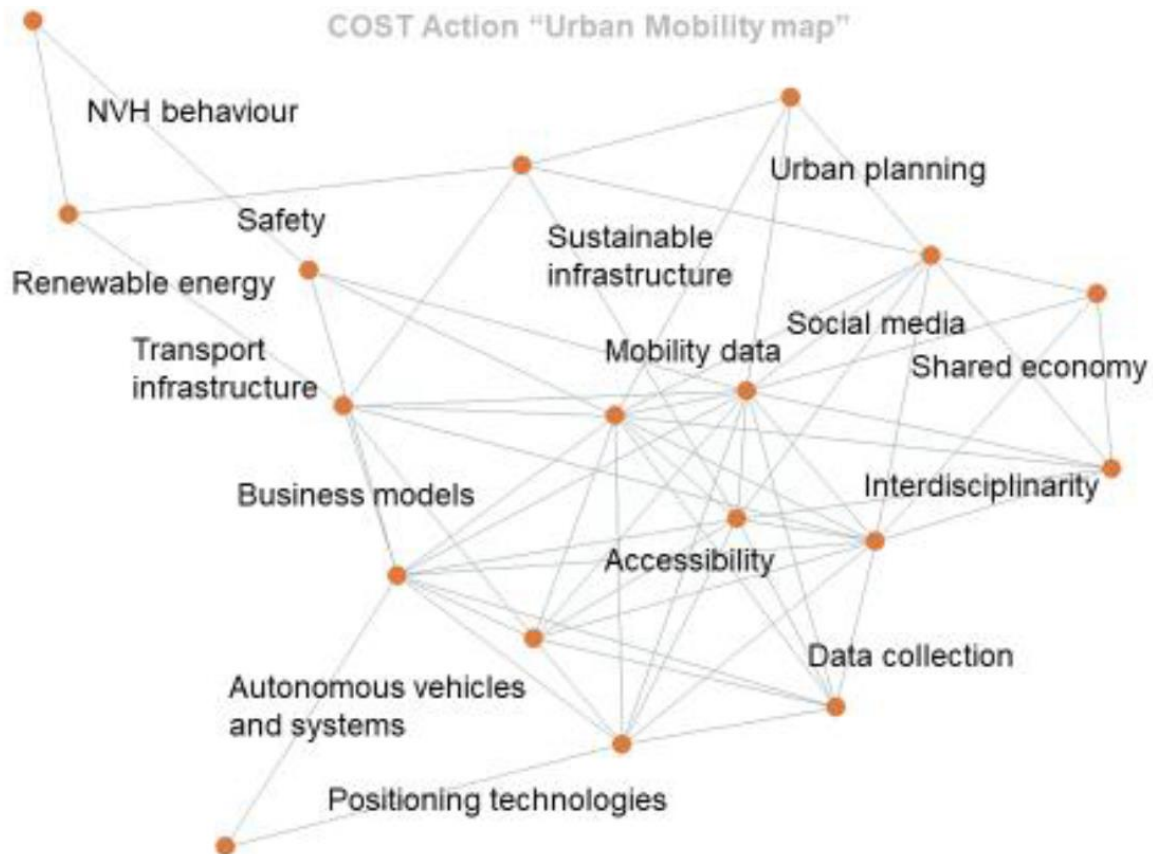 COST Action “Urban Mobility map”
NVH behaviour
Urban planning
Safety
Sustainable
infrastructure
Renewable energy
Social media
Transport
infrastructure
Mobility data
Shared economy
Business models
Interdisciplinarity
Accessibility
Data collection
Autonomous vehicles
and systems
Positioning technologies